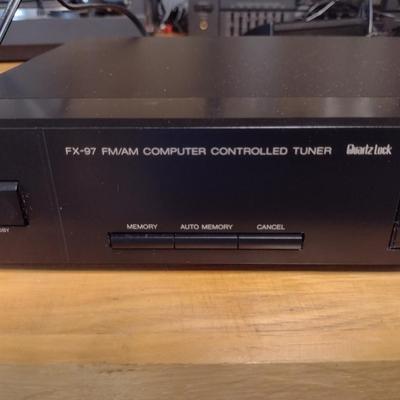 FX-97 FM/AM COMPUTER CONTROLLED TUNER Quartz Lock
MEMORY AUTO MEMORY CANCEL